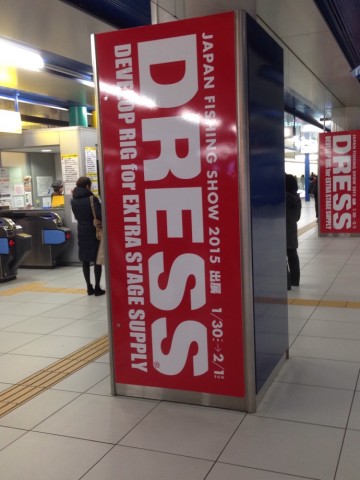 JAPAN FISHING SHOW 2015 出展 1/30:→2/1
DRESS
DEVELOP RIG for EXTRA STAGE SUPPLY
DRESS